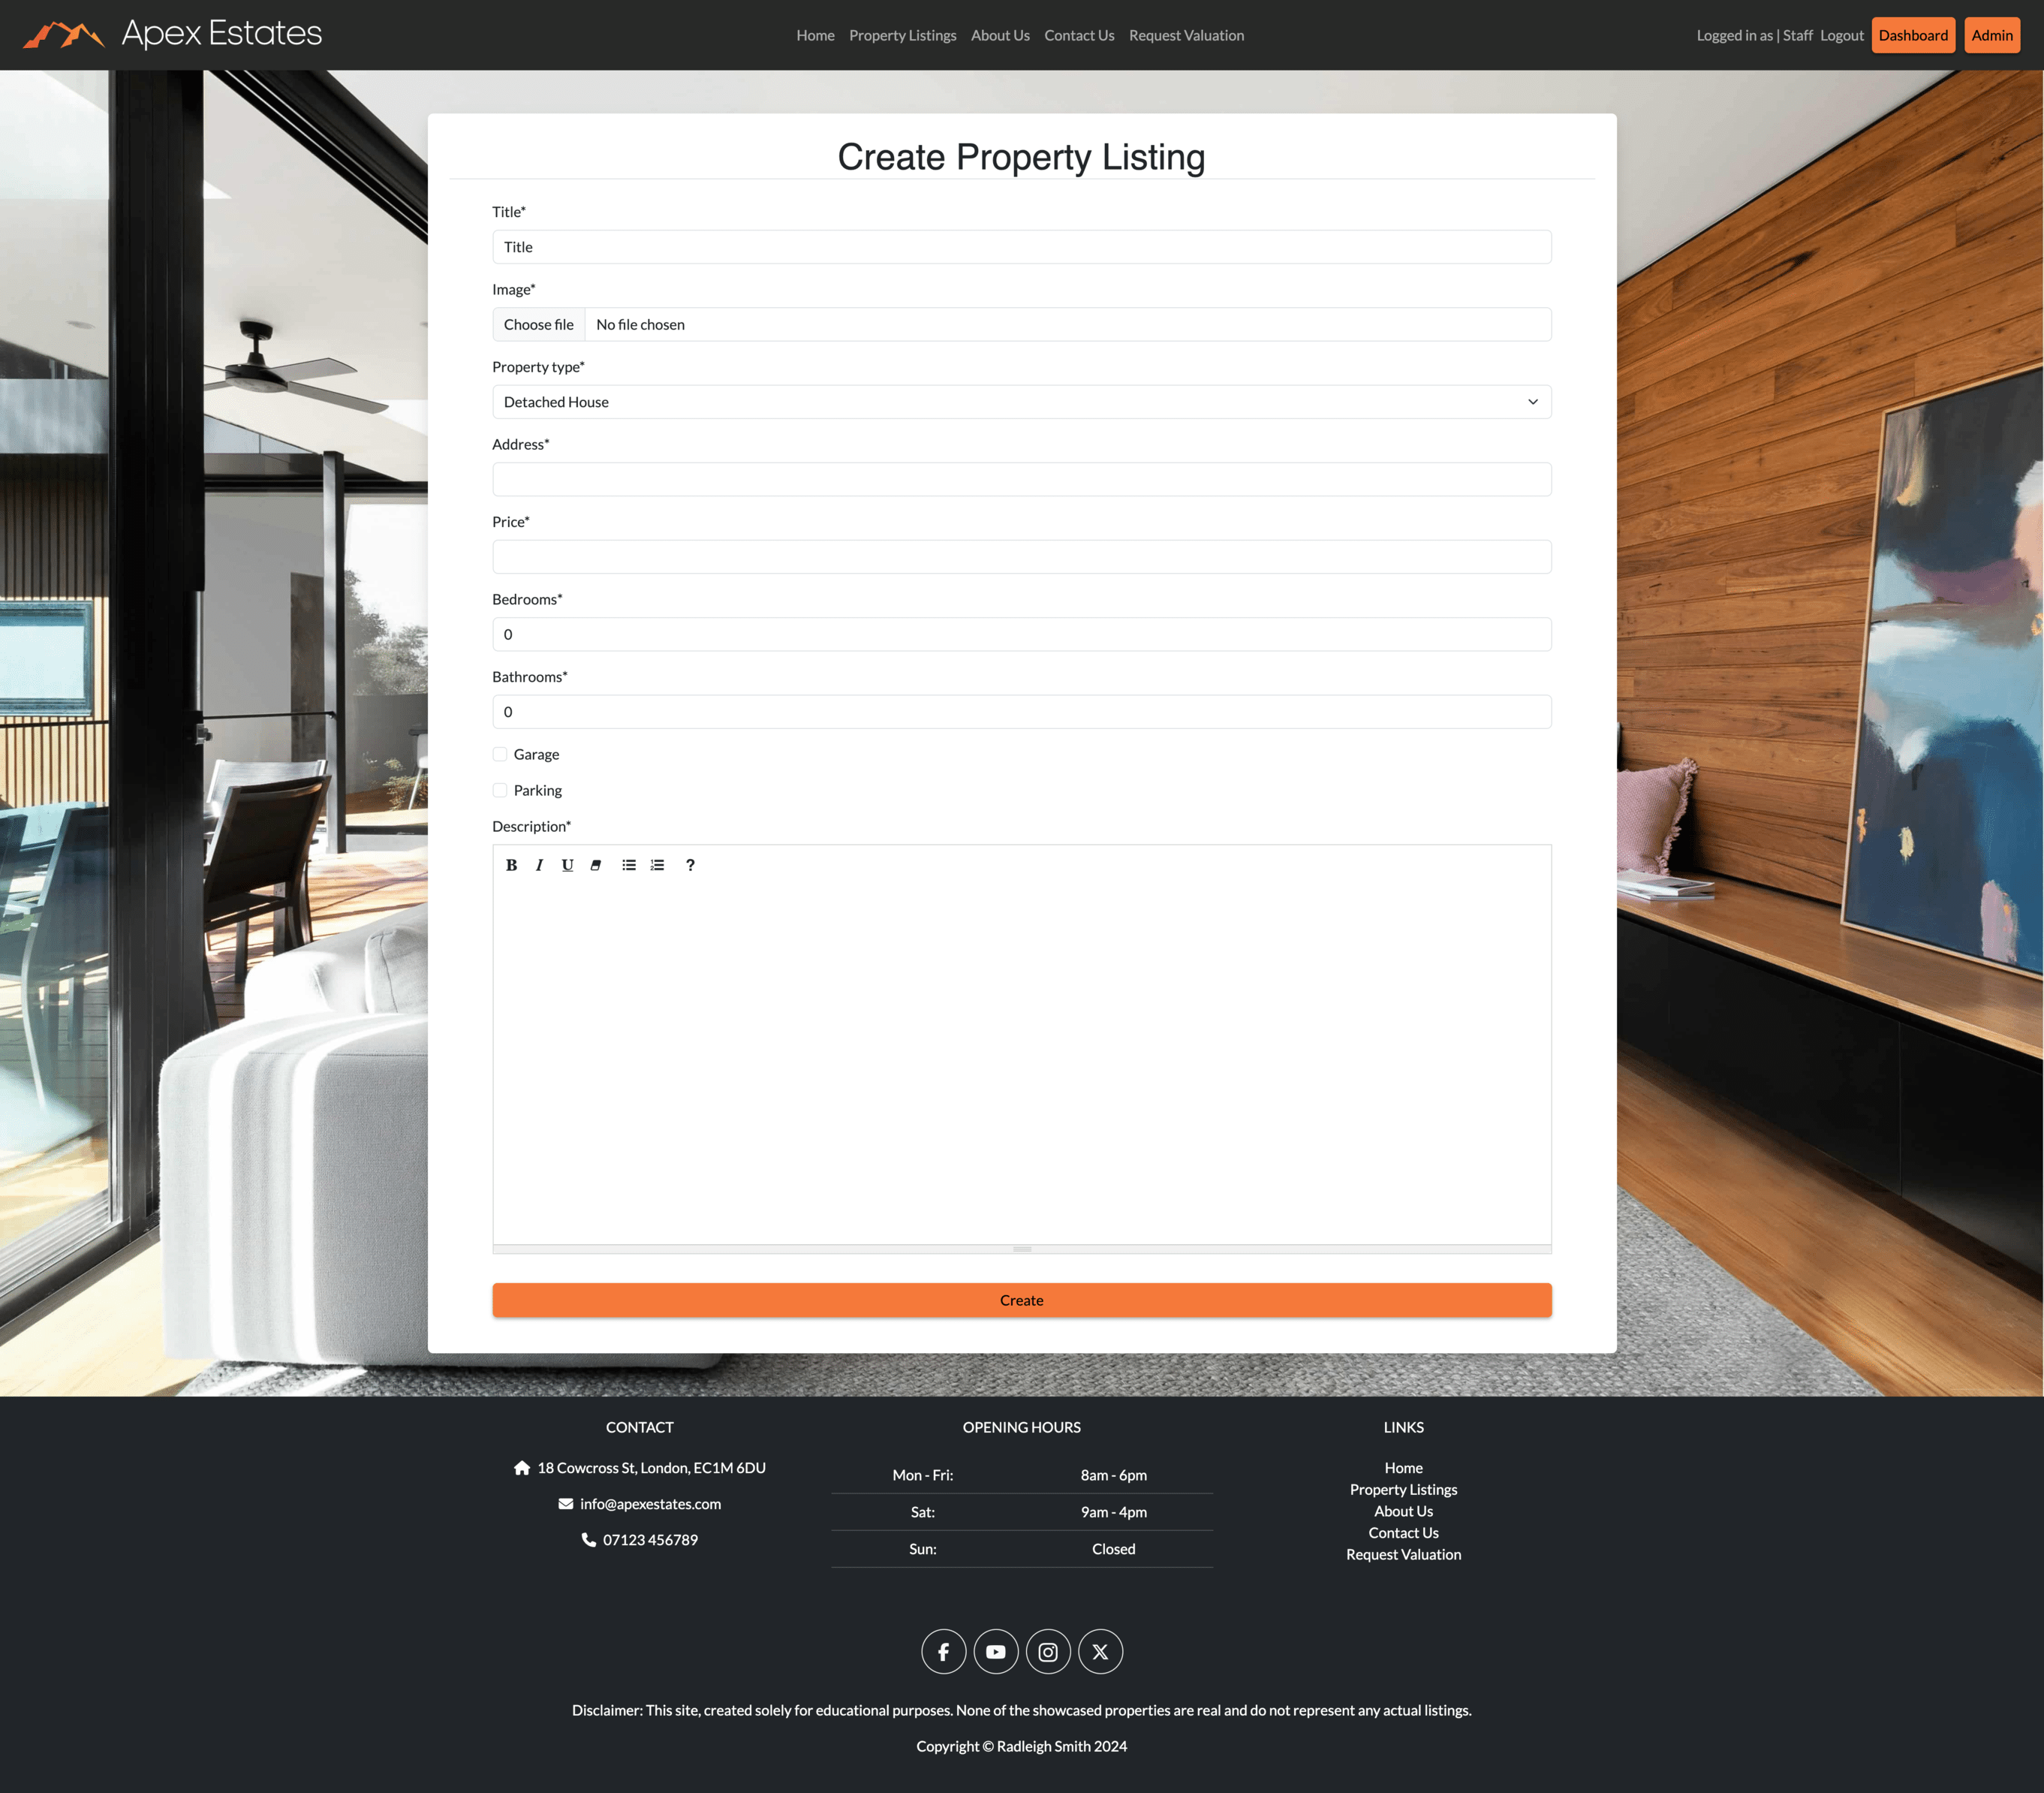 Apex Estates
Home Property Listings About Us Contact Us Request Valuation
Logged in as | Staff Logout Dashboard Admin
Create Property Listing
Title*
Title
Image*
Choose file No file chosen
Property type*
Detached House
Address*
Price*
Bedrooms*
0
Bathrooms*
0
Garage
Parking
Description*
B I U ?
Create
CONTACT
18 Cowcross St, London, EC1M 6DU
info@apexestates.com
07123 456789
OPENING HOURS
Mon - Fri: 8am - 6pm
Sat: 9am - 4pm
Sun: Closed
LINKS
Home
Property Listings
About Us
Contact Us
Request Valuation
Disclaimer: This site, created solely for educational purposes. None of the showcased properties are real and do not represent any actual listings.
Copyright © Radleigh Smith 2024